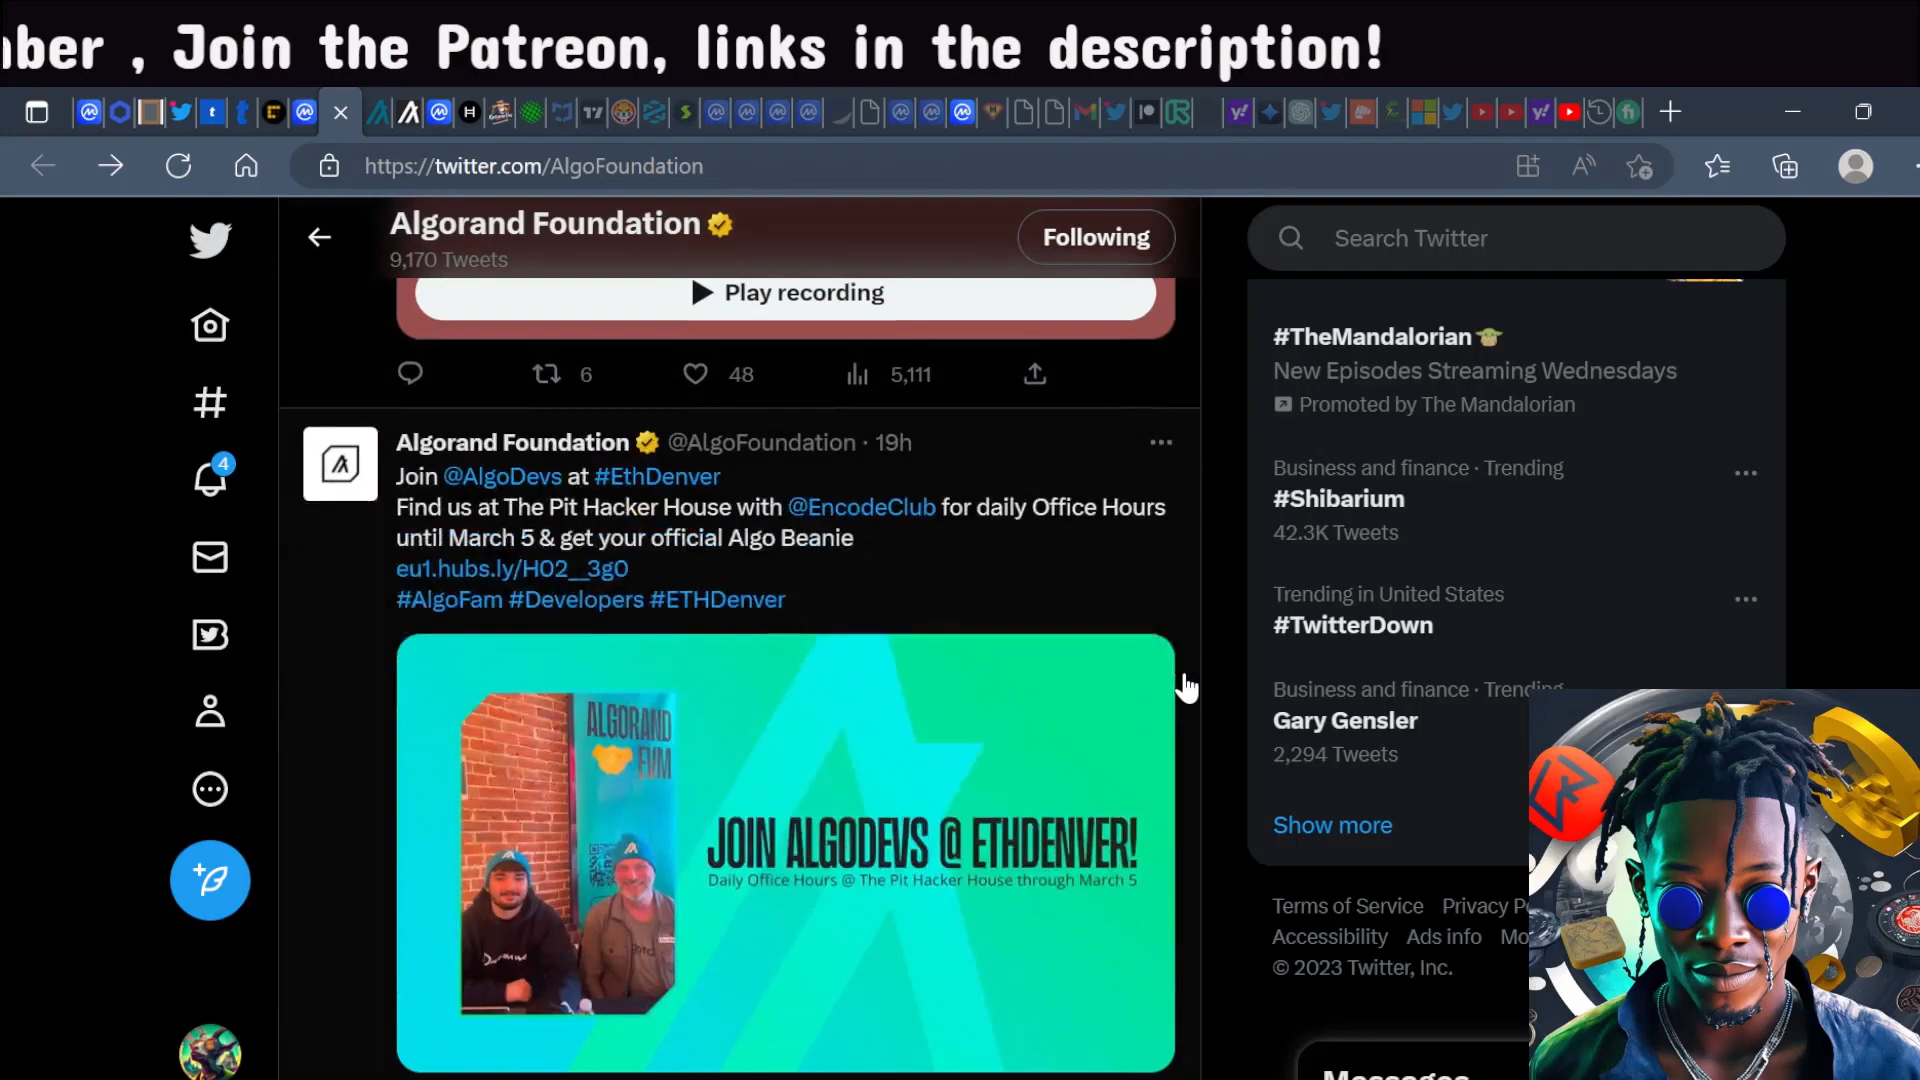 , Join the Patreon, links in the description!
https://twitter.com/AlgoFoundation
Algorand Foundation
9,170 Tweets
Following
Search Twitter
Play recording
6
48
5,111
Algorand Foundation @AlgoFoundation · 19h
Join @AlgoDevs at #EthDenver
Find us at The Pit Hacker House with @EncodeClub for daily Office Hours
until March 5 & get your official Algo Beanie
eu1.hubs.ly/H02__3g0
#AlgoFam #Developers #ETHDenver
ALGORAND
EVM
JOIN ALGODEVS @ ETHDENVER!
Daily Office Hours @ The Pit Hacker House through March 5
4
#TheMandalorian
New Episodes Streaming Wednesdays
Promoted by The Mandalorian
Business and finance · Trending
#Shibarium
42.3K Tweets
Trending in United States
#TwitterDown
Business and finance · Trending
Gary Gensler
2,294 Tweets
Show more
Terms of Service Privacy
Accessibility Ads info
© 2023 Twitter, Inc.
Messages